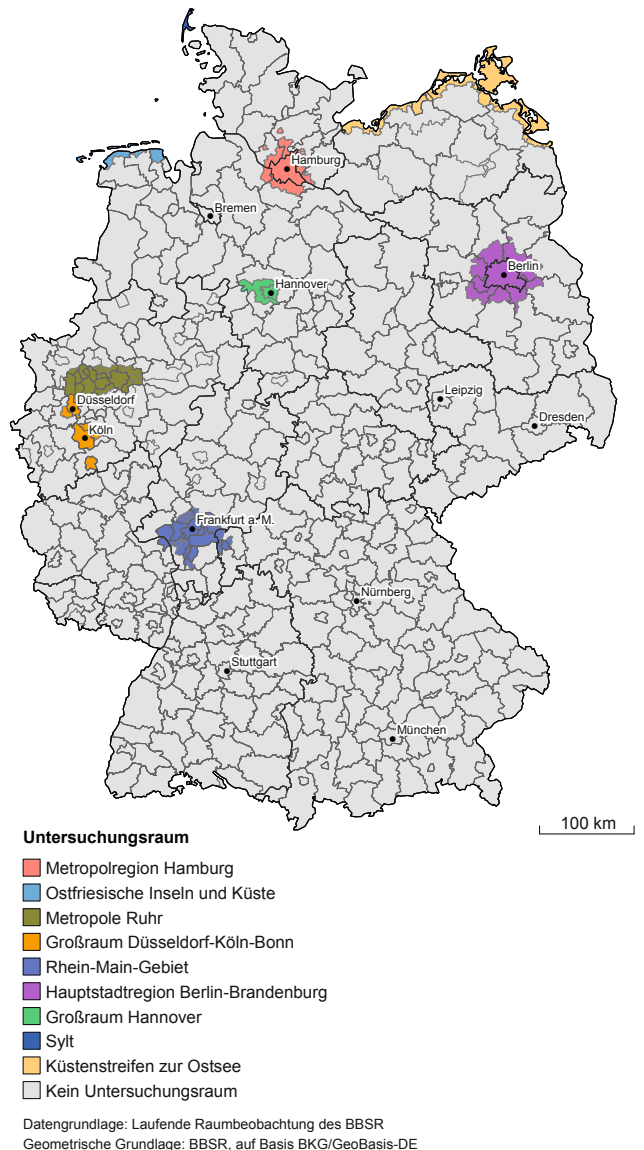 Hamburg
Bremen
Berlin
Hannover
Leipzig
Düsseldorf
Dresden
Köln
Frankfurt a. M.
Nürnberg
Stuttgart
München
100 km
Untersuchungsraum
Metropolregion Hamburg
Ostfriesische Inseln und Küste
Metropole Ruhr
Großraum Düsseldorf-Köln-Bonn
Rhein-Main-Gebiet
Hauptstadtregion Berlin-Brandenburg
Großraum Hannover
Sylt
Küstenstreifen zur Ostsee
Kein Untersuchungsraum
Datengrundlage: Laufende Raumbeobachtung des BBSR
Geometrische Grundlage: BBSR, auf Basis BKG/GeoBasis-DE